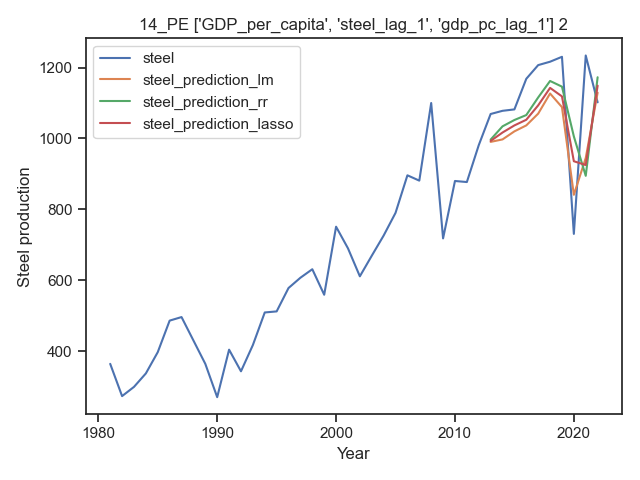 14_PE ['GDP_per_capita', 'steel_lag_1', 'gdp_pc_lag_1'] 2
steel
steel_prediction_lm
steel_prediction_rr
steel_prediction_lasso
Steel production
1200
1000
800
600
400
1980
1990
2000
2010
2020
Year